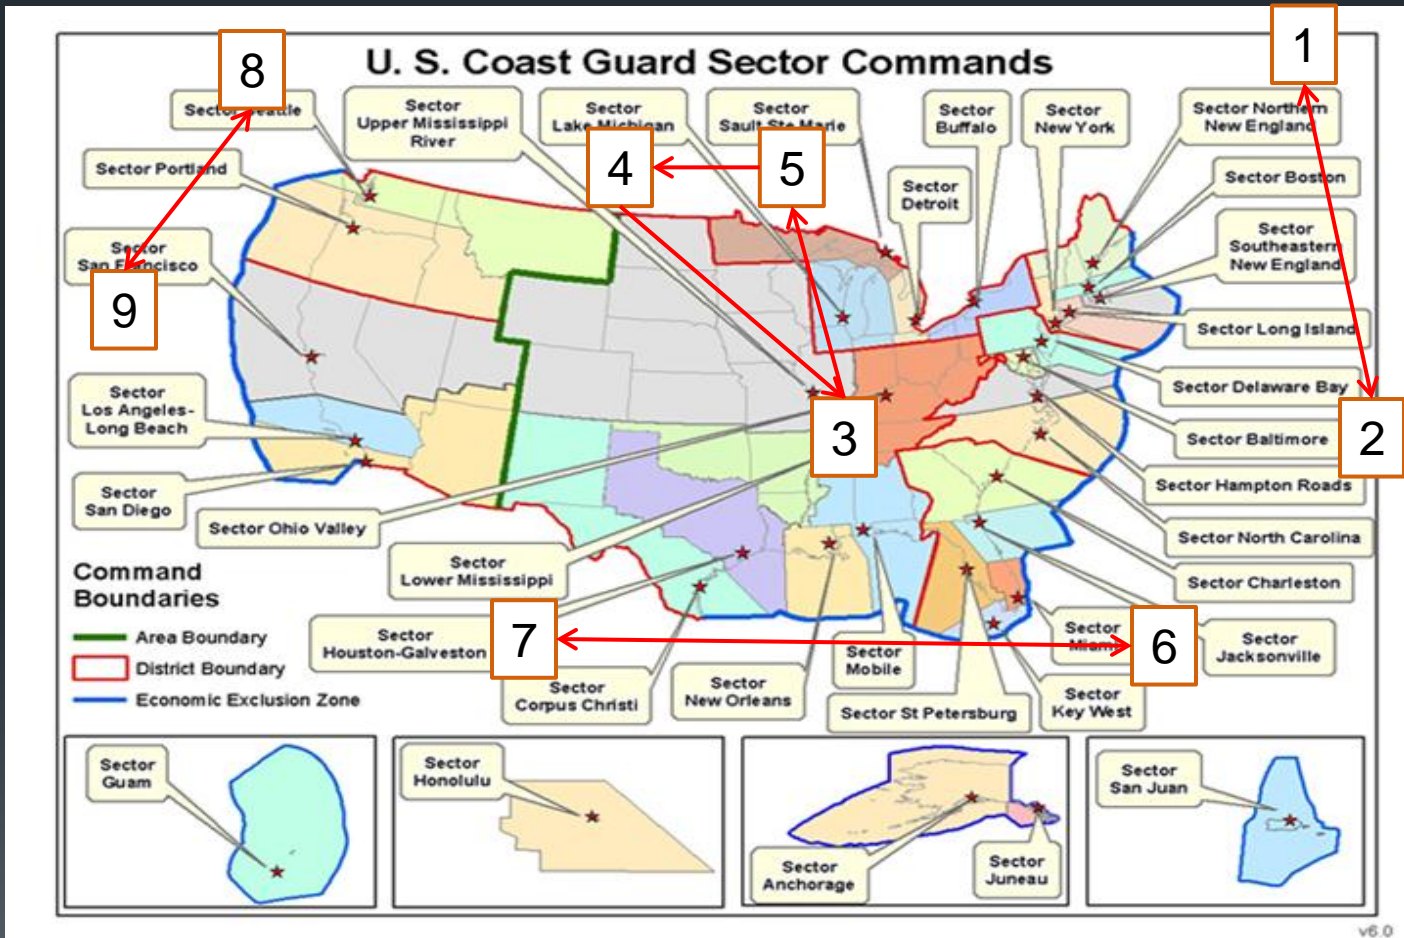 1
8
U. S. Coast Guard Sector Commands
Sector Seattle
Sector
Upper Mississippi
River
Sector
Lake Michigan
Sector
Sault Ste Marie
Sector
Buffalo
Sector
New York
Sector Northern
New England
4
5
Sector Portland
Sector
Detroit
Sector Boston
Sector
San Francisco
Sector
Southeastern
New England
9
Sector Long Island
Sector
Los Angeles-
Long Beach
Sector Delaware Bay
3
Sector Baltimore
2
Sector
San Diego
Sector Hampton Roads
Sector Ohio Valley
Sector North Carolina
Sector
Lower Mississippi
Sector Charleston
Command
Boundaries
Area Boundary
District Boundary
Economic Exclusion Zone
Sector
Houston-Galveston
7
Sector
Miami
6
Sector
Jacksonville
Sector
Corpus Christi
Sector
New Orleans
Sector
Mobile
Sector St Petersburg
Sector
Key West
Sector
Guam
Sector
Honolulu
Sector
Anchorage
Sector
Juneau
Sector
San Juan
v6.0